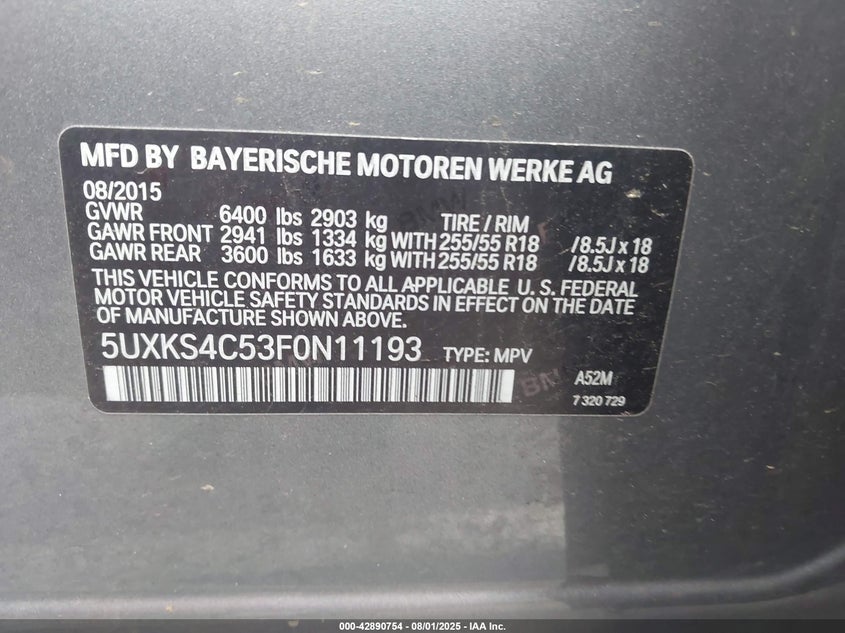 MFD BY BAYERISCHE MOTOREN WERKE AG
08/2015
GVWR 6400 lbs 2903 kg TIRE / RIM
GAWR FRONT 2941 lbs 1334 kg WITH 255/55 R18 /8.5J x 18
GAWR REAR 3600 lbs 1633 kg WITH 255/55 R18 /8.5J x 18
THIS VEHICLE CONFORMS TO ALL APPLICABLE U. S. FEDERAL
MOTOR VEHICLE SAFETY STANDARDS IN EFFECT ON THE DATE
OF MANUFACTURE SHOWN ABOVE.
5UXKS4C53F0N11193 TYPE: MPV
A52M
7 320 729
000-42890754 - 08/01/2025 - IAA Inc.